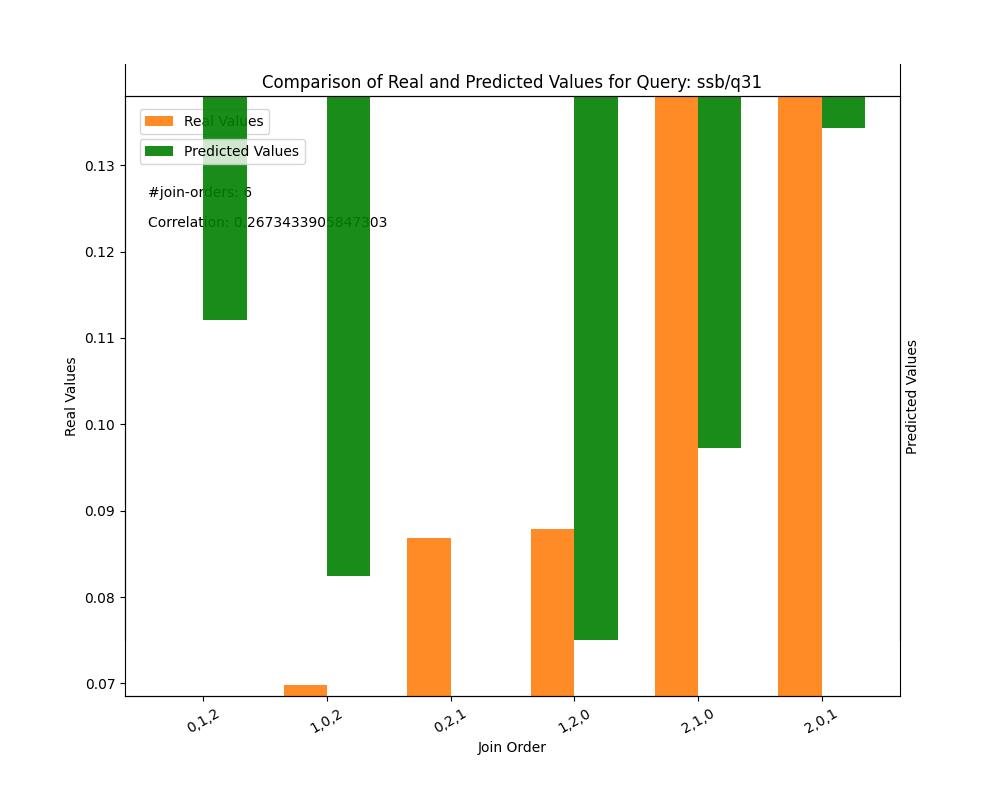 Comparison of Real and Predicted Values for Query: ssb/q31
Real Values
Predicted Values
#join-orders: 6
Correlation: 0.2673433905847303
0.13
0.12
0.11
0.10
0.09
0.08
0.07
Real Values
Predicted Values
0,1,2
1,0,2
0,2,1
1,2,0
2,1,0
2,0,1
Join Order